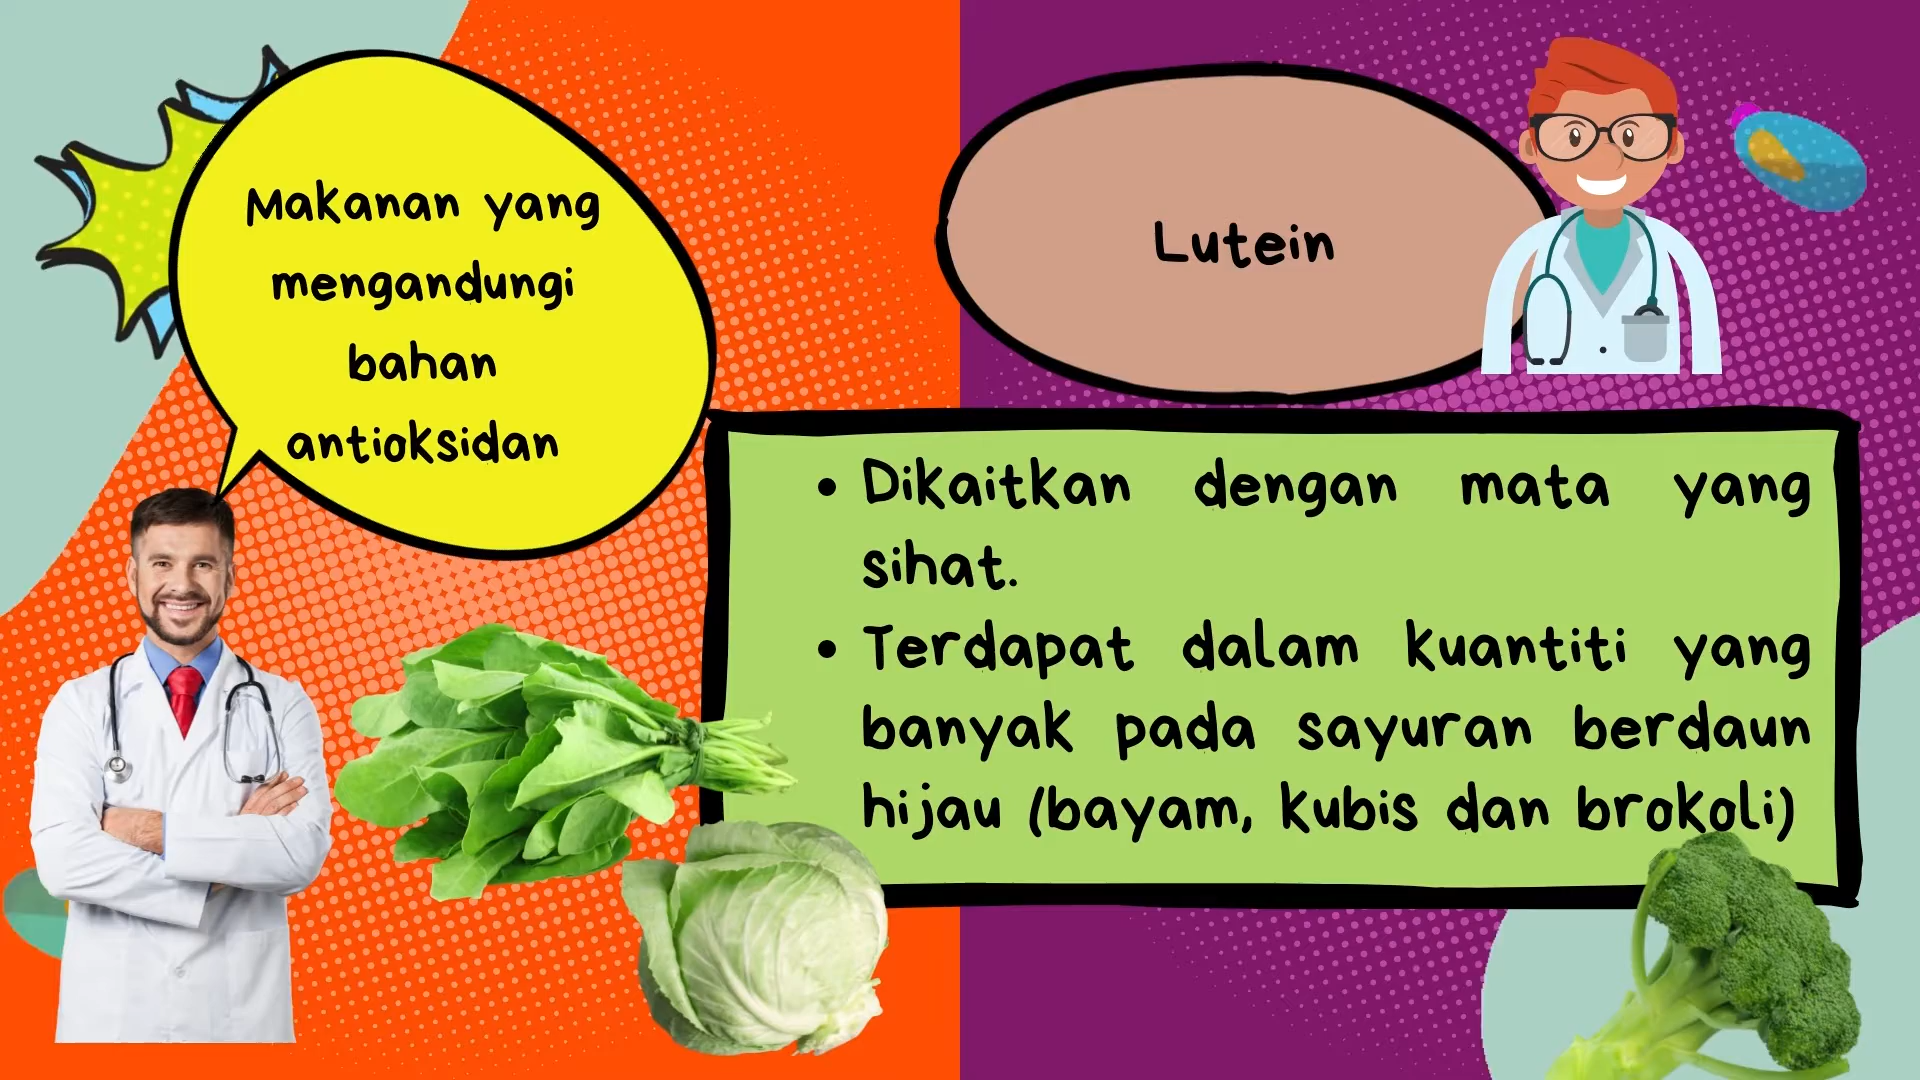 Makanan yang
mengandungi
bahan
antioksidan
Lutein
• Dikaitkan dengan mata yang
sihat.
• Terdapat dalam kuantiti yang
banyak pada sayuran berdaun
hijau (bayam, kubis dan brokoli)